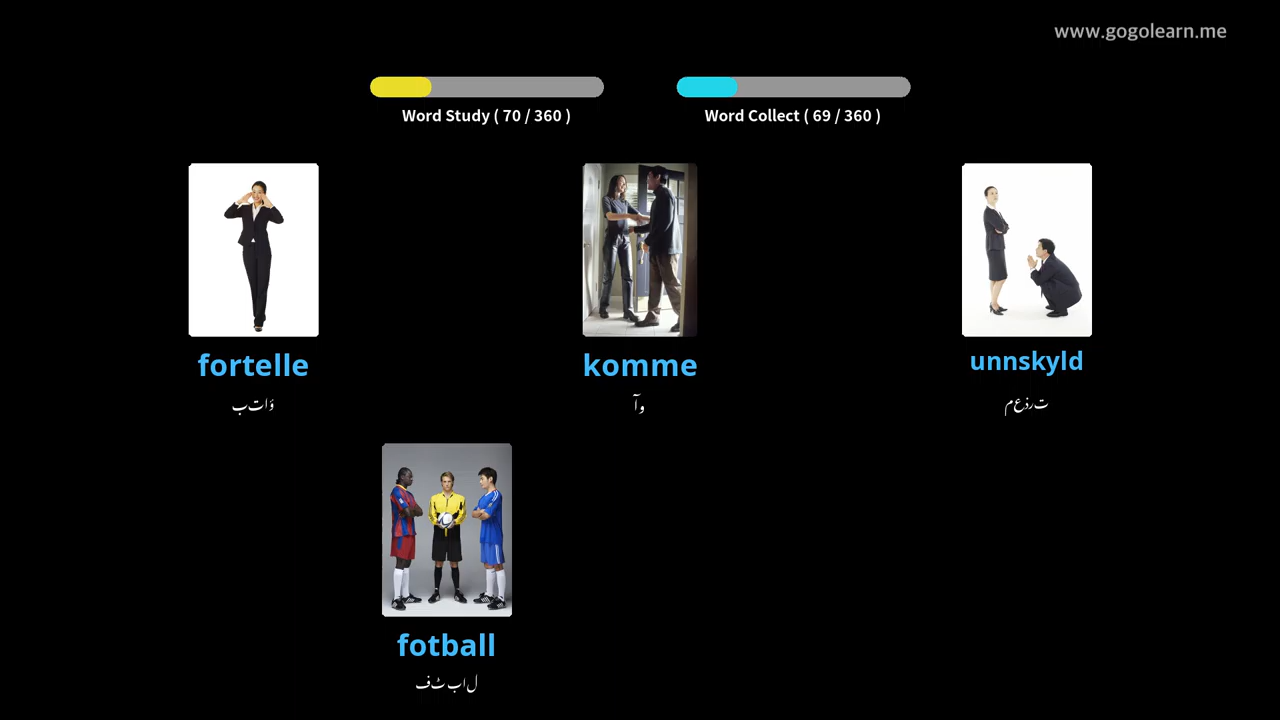 www.gogolearn.me
Word Study ( 70 / 360 )
Word Collect ( 69 / 360 )
fortelle
komme
unnskyld
بتاؤ
آو
معذرت
fotball
فٹبال